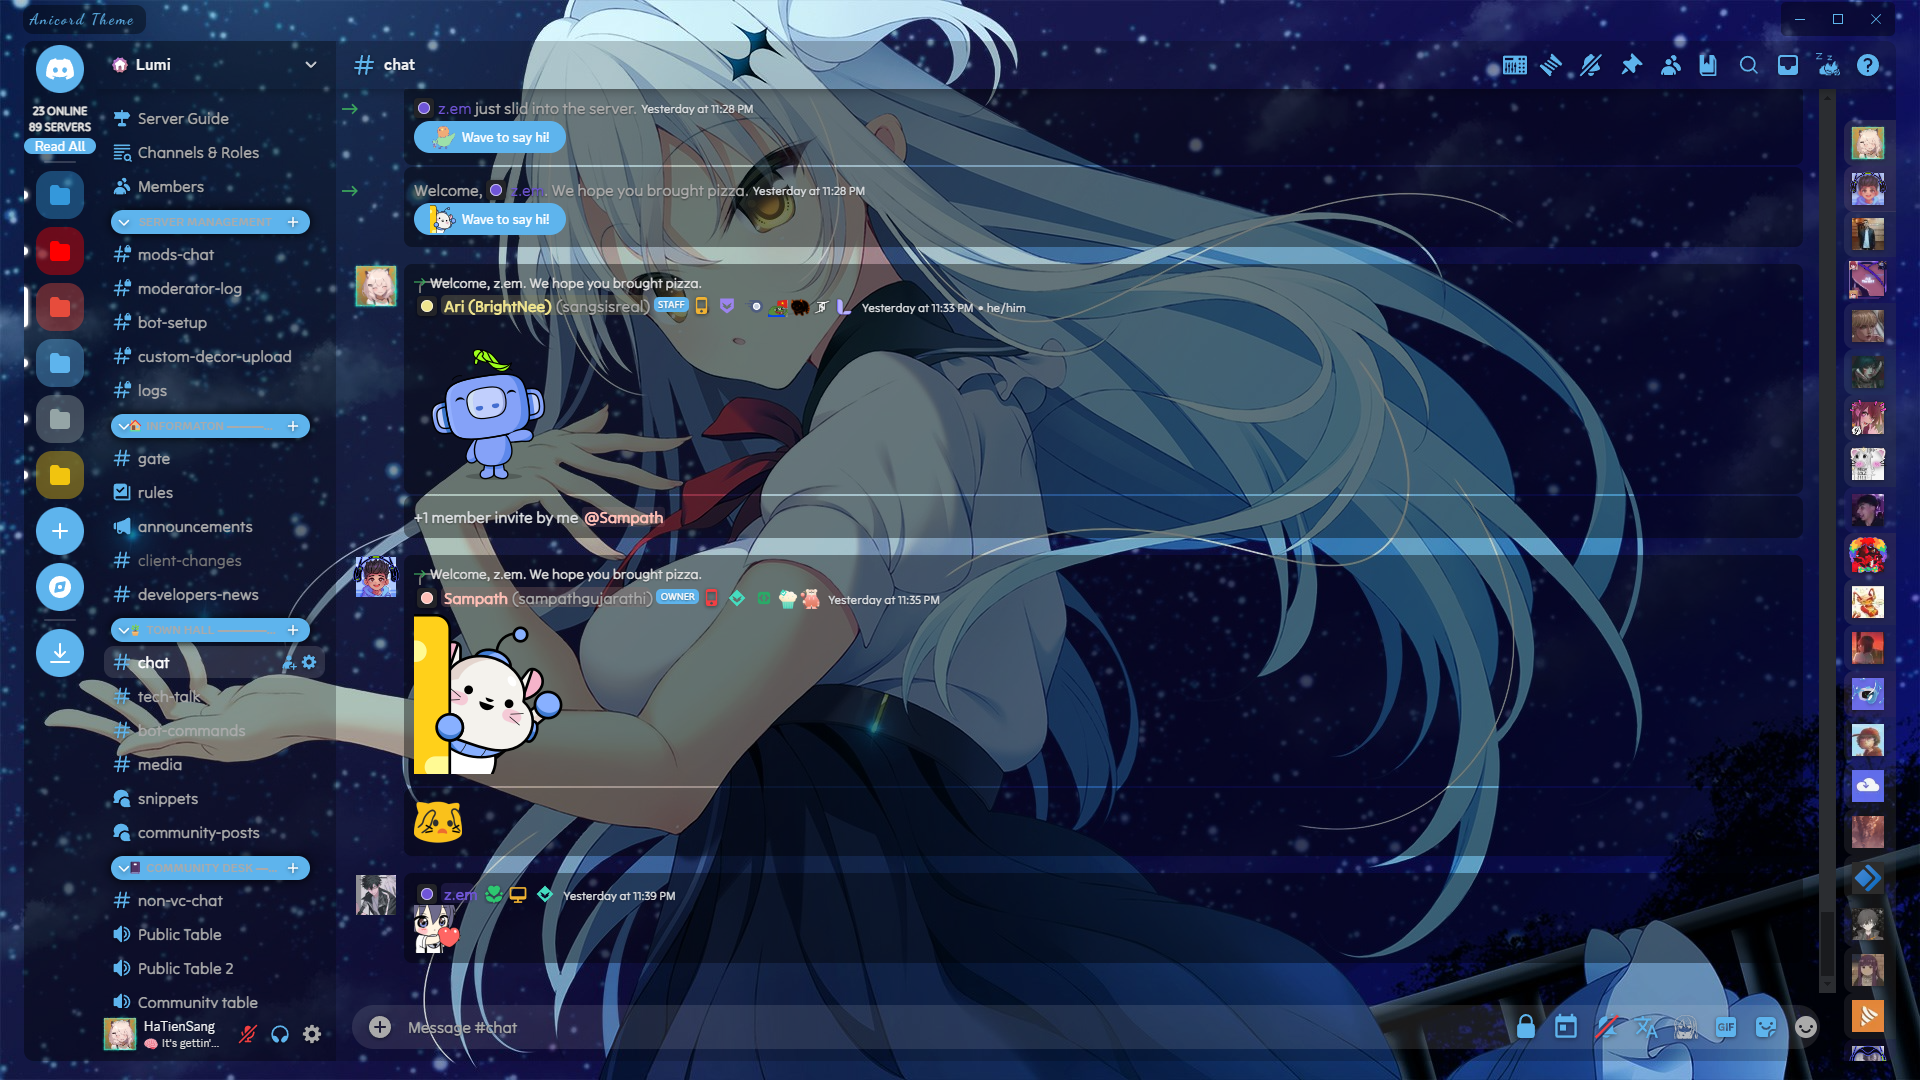 Anicord Theme
23 ONLINE
89 SERVERS
Read All
Lumi
Server Guide
Channels & Roles
Members
SERVER MANAGEMENT
mods-chat
moderator-log
bot-setup
custom-decor-upload
logs
INFORMATON
gate
rules
announcements
client-changes
developers-news
TOWN HALL
chat
tech-talk
bot-commands
media
snippets
community-posts
COMMUNITY DESK
non-vc-chat
Public Table
Public Table 2
Community table
HaTienSang
It's gettin'...
chat
z.em just slid into the server. Yesterday at 11:28 PM
Wave to say hi!
Welcome, z.em. We hope you brought pizza. Yesterday at 11:28 PM
Wave to say hi!
Welcome, z.em. We hope you brought pizza.
Ari (BrightNee) (sangsisreal) STAFF Yesterday at 11:33 PM • he/him
+1 member invite by me @Sampath
Welcome, z.em. We hope you brought pizza.
Sampath (sampathgujarathi) OWNER Yesterday at 11:35 PM
z.em Yesterday at 11:39 PM
Message #chat
GIF